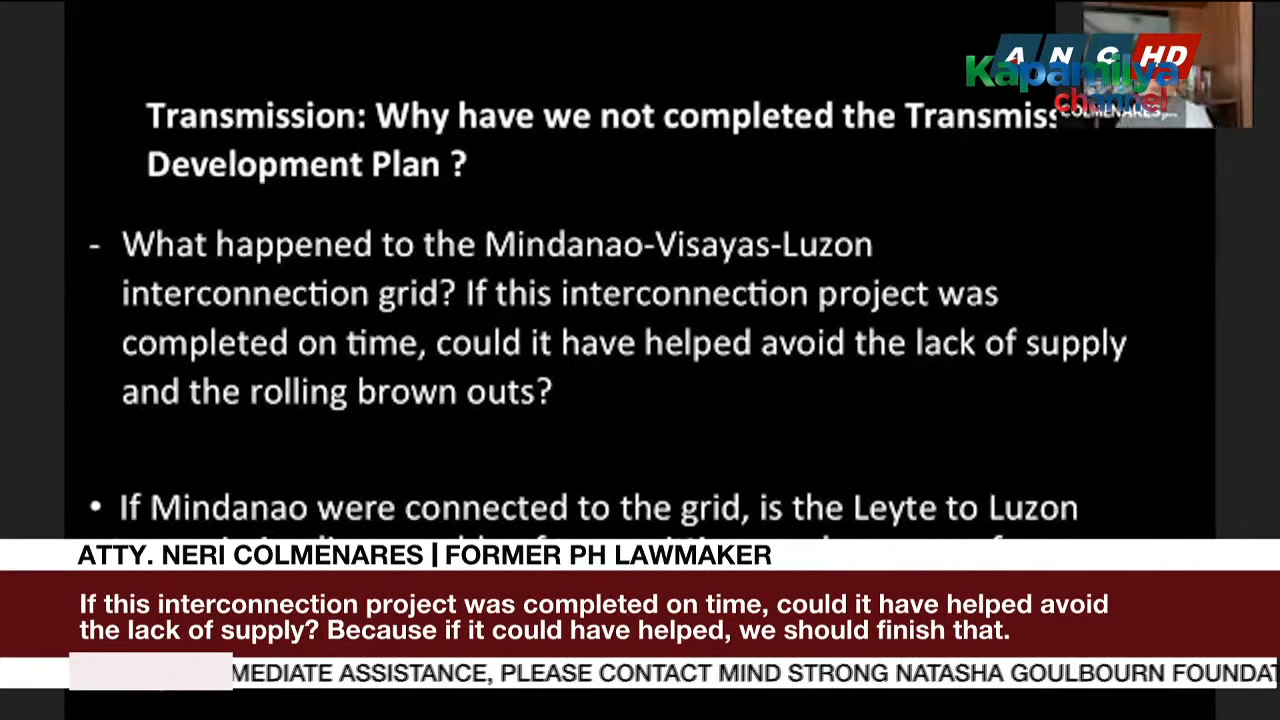 ANC HD
Kapamilya
channel
COLMENARES,...
Transmission: Why have we not completed the Transmiss
Development Plan ?
- What happened to the Mindanao-Visayas-Luzon
interconnection grid? If this interconnection project was
completed on time, could it have helped avoid the lack of supply
and the rolling brown outs?
• If Mindanao were connected to the grid, is the Leyte to Luzon
ATTY. NERI COLMENARES | FORMER PH LAWMAKER
If this interconnection project was completed on time, could it have helped avoid
the lack of supply? Because if it could have helped, we should finish that.
MEDIATE ASSISTANCE, PLEASE CONTACT MIND STRONG NATASHA GOULBOURN FOUNDAT